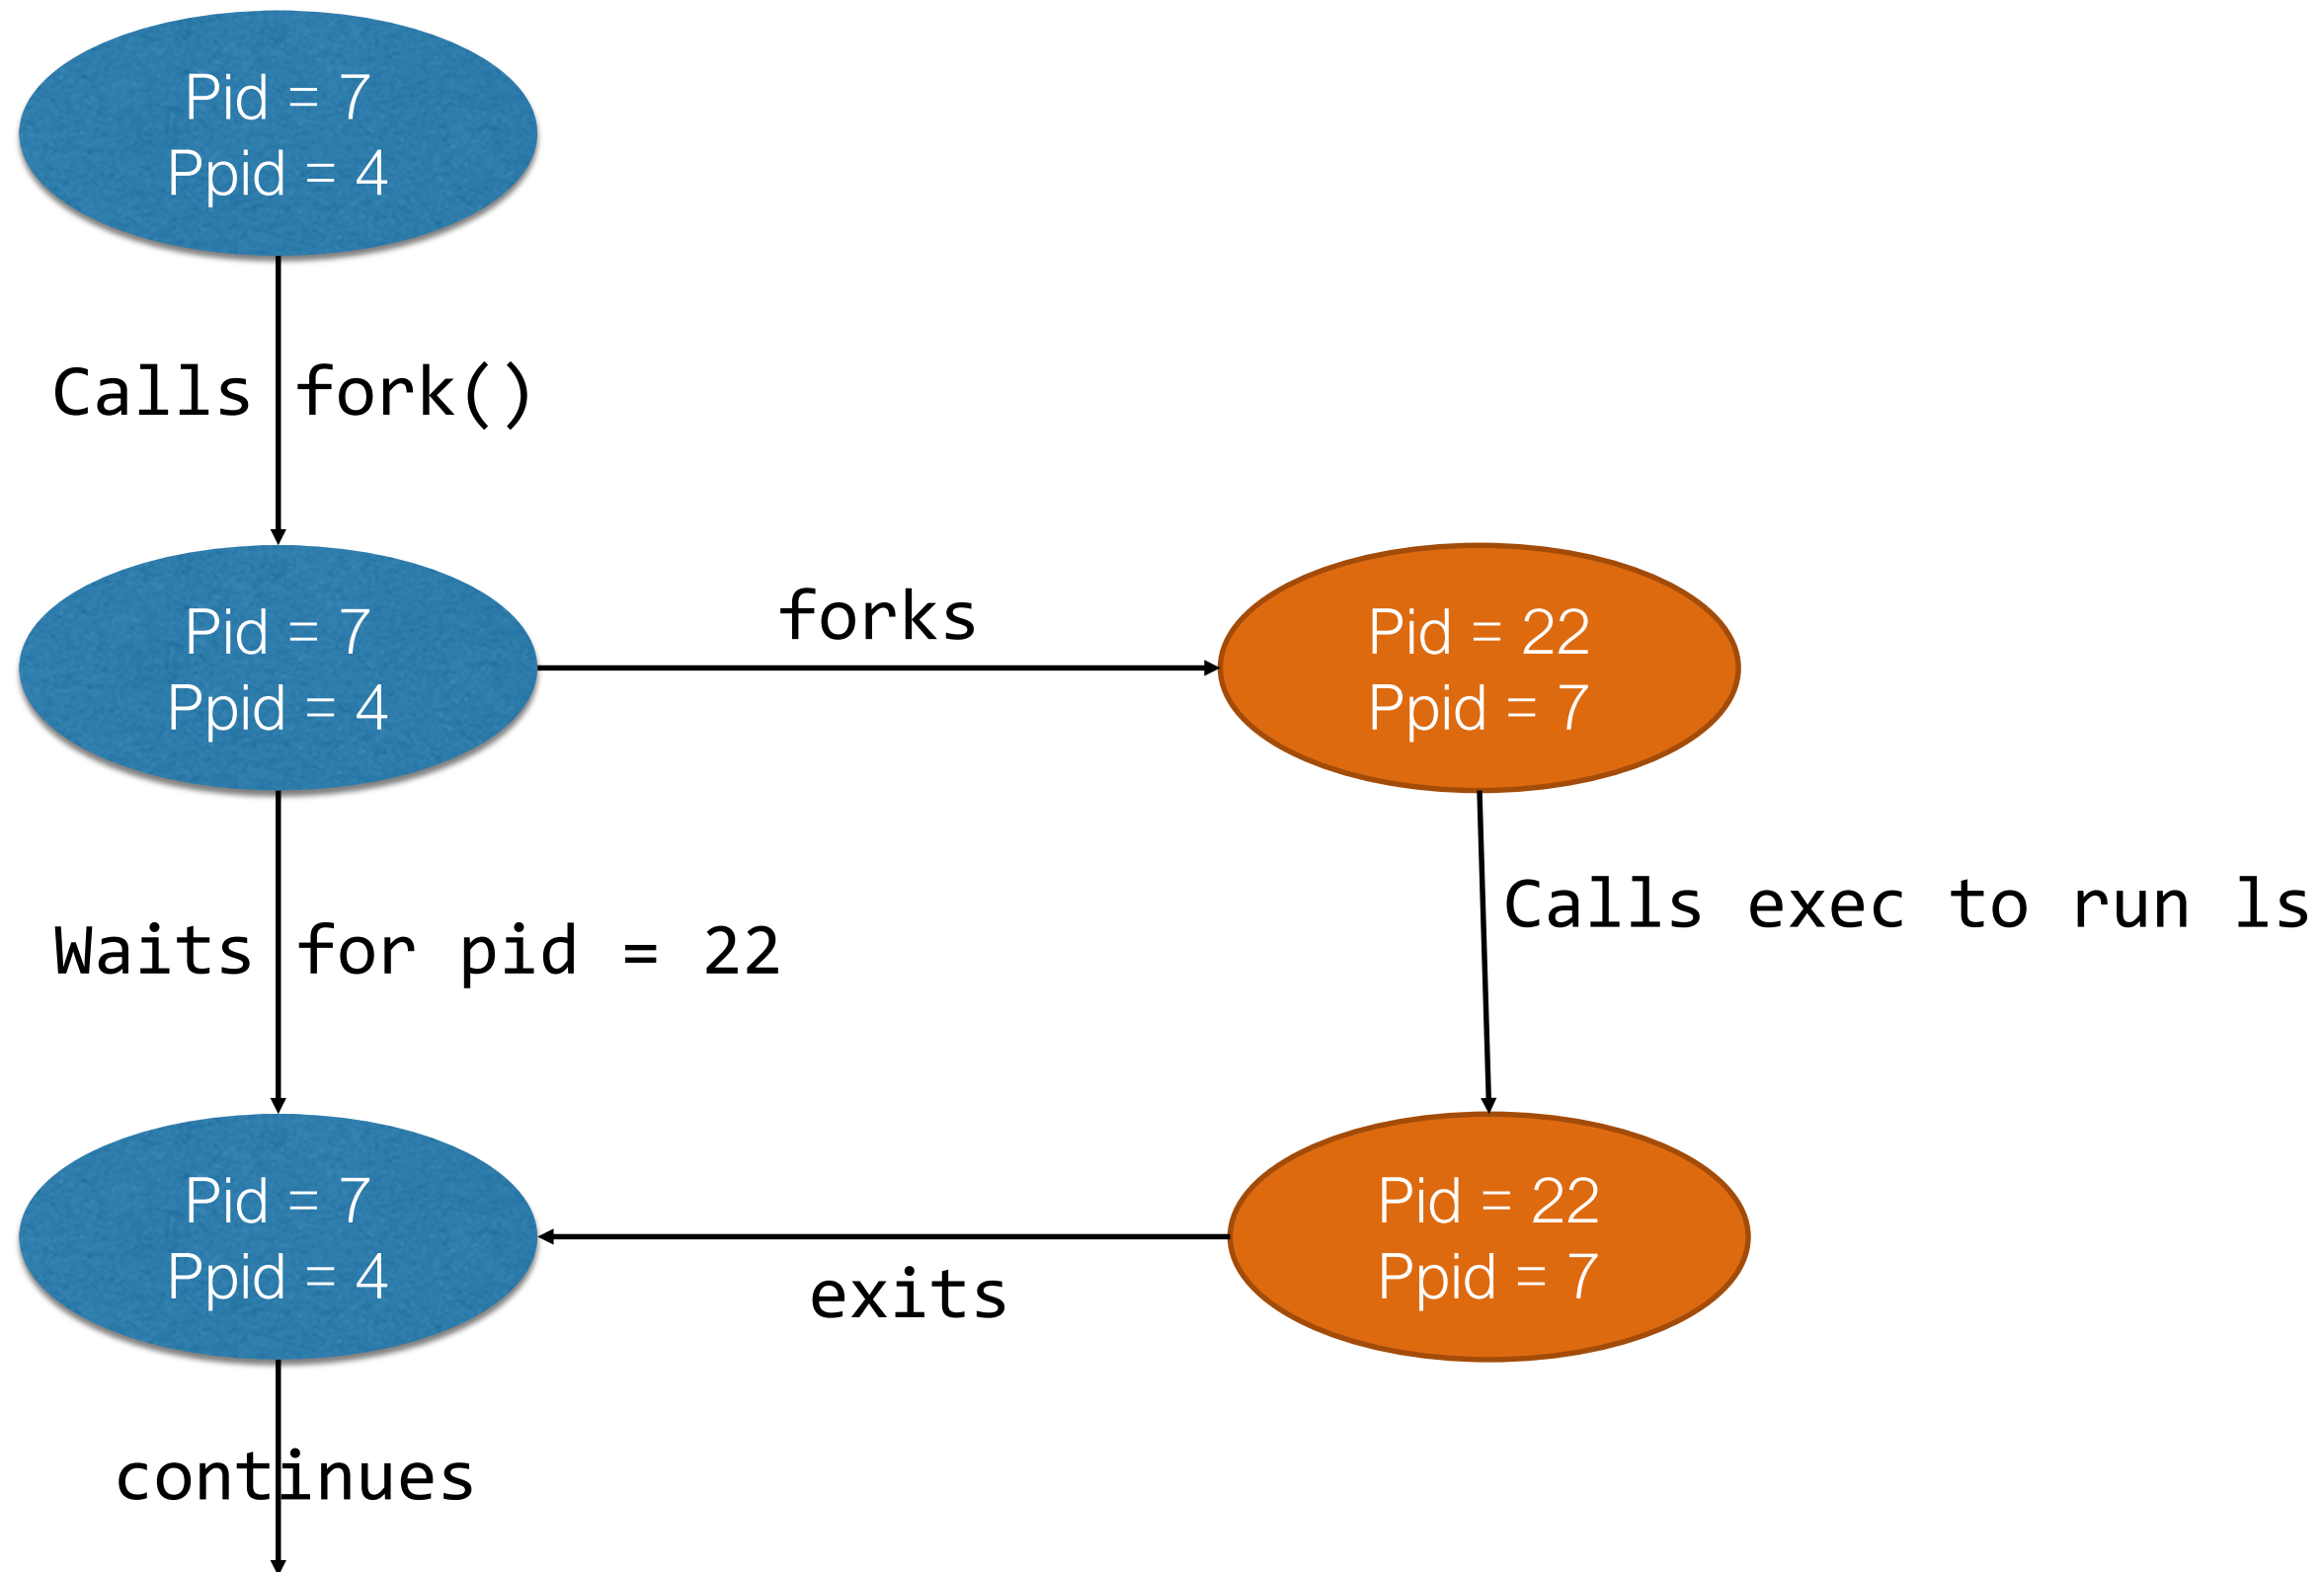 Pid = 7
Ppid = 4
Calls fork()
Pid = 7
Ppid = 4
forks
Pid = 22
Ppid = 7
Waits for pid = 22
Calls exec to run ls
Pid = 7
Ppid = 4
exits
Pid = 22
Ppid = 7
continues